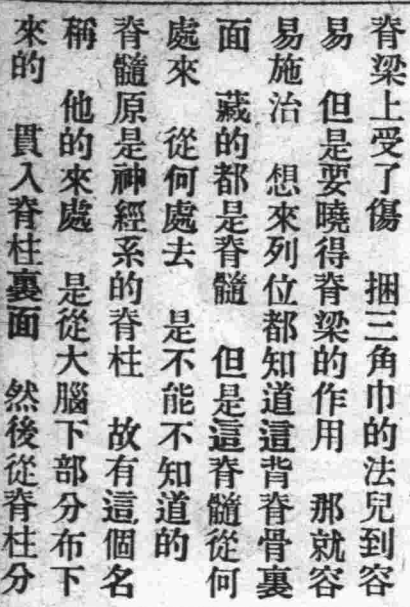 脊梁上受了傷　捆三角巾的法兒到容
易　但是要曉得脊梁的作用　那就容
易施治　想來列位都知道這背脊骨裏
面　藏的都是脊髓　但是這脊髓從何
處來　從何處去　是不能不知道的
脊髓原是神經系的脊柱　故有這個名
稱　他的來處　是從大腦下部分布下
來的　貫入脊柱裏面　然後從脊柱分